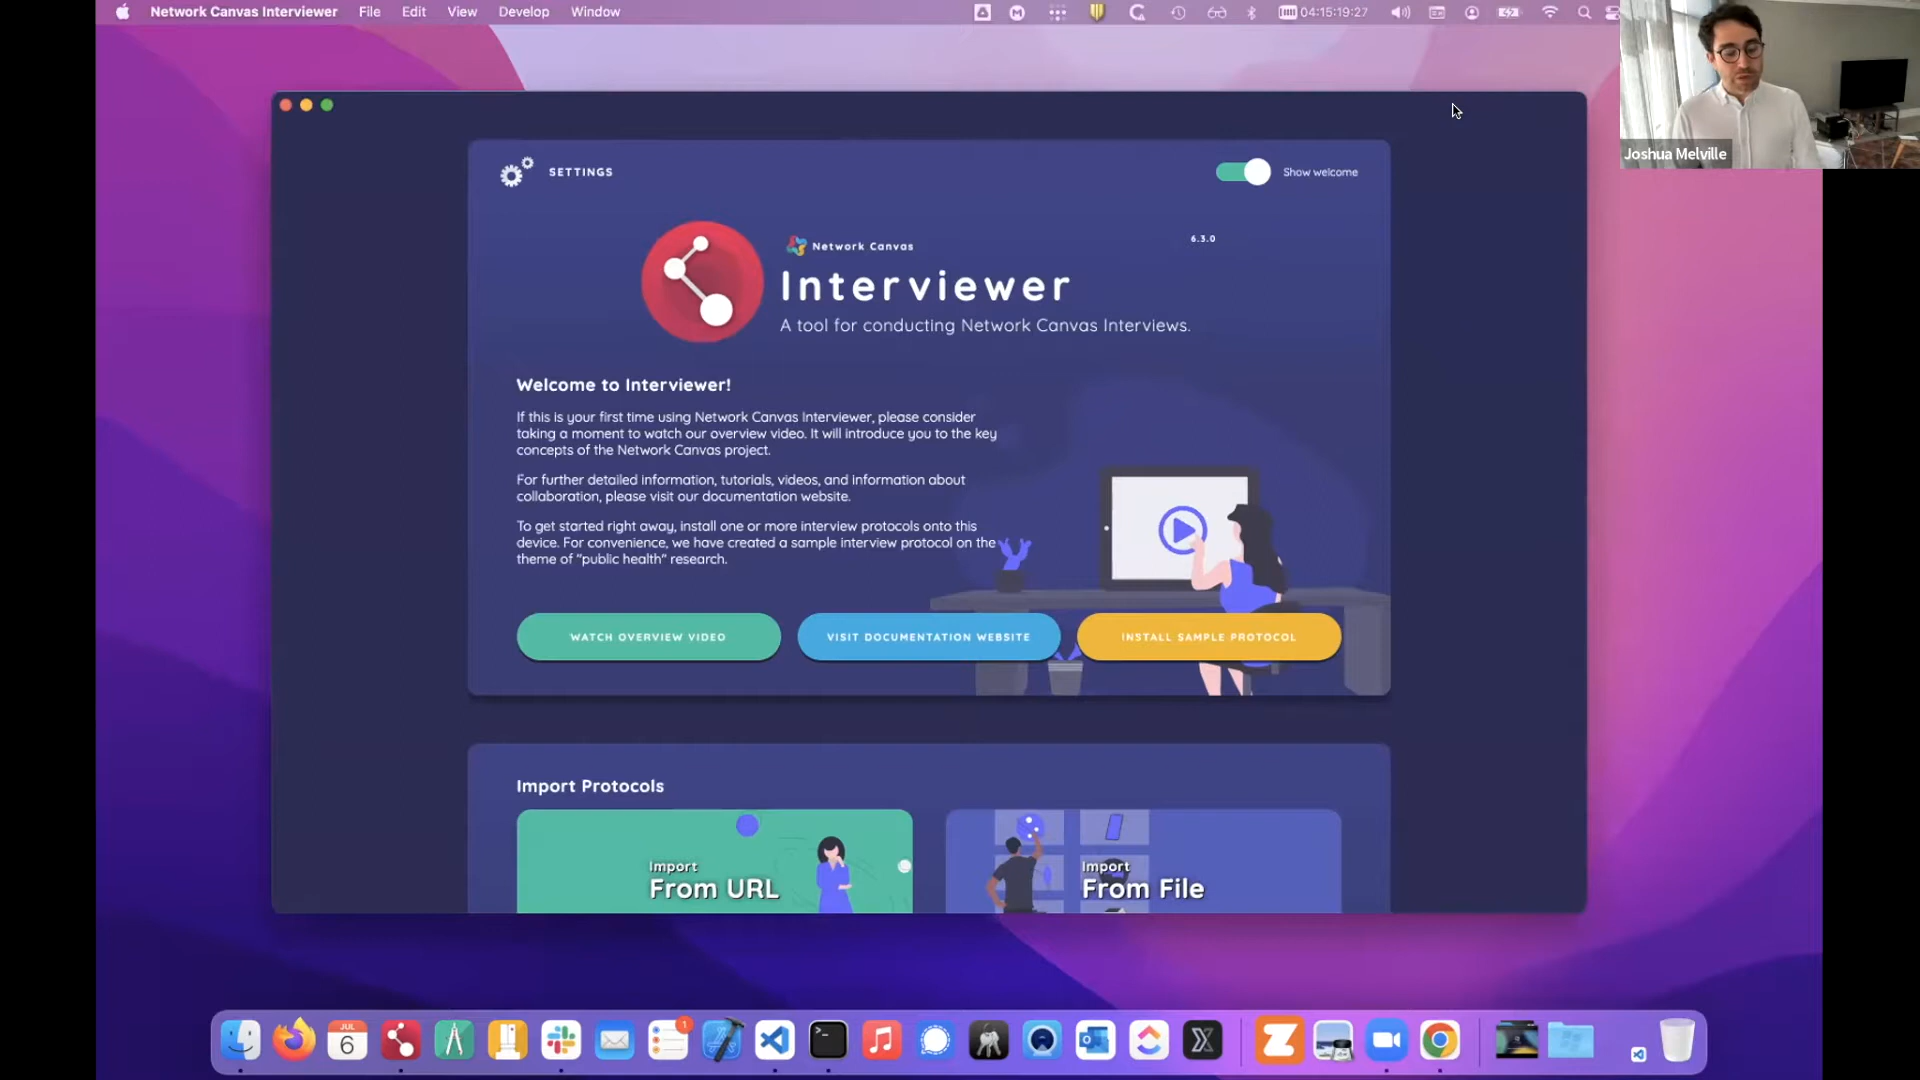 Network Canvas Interviewer File Edit View Develop Window 04:15:19:27
Joshua Melville
SETTINGS
Show welcome
Network Canvas
6.3.0
Interviewer
A tool for conducting Network Canvas Interviews.
Welcome to Interviewer!
If this is your first time using Network Canvas Interviewer, please consider
taking a moment to watch our overview video. It will introduce you to the key
concepts of the Network Canvas project.
For further detailed information, tutorials, videos, and information about
collaboration, please visit our documentation website.
To get started right away, install one or more interview protocols onto this
device. For convenience, we have created a sample interview protocol on the
theme of "public health" research.
WATCH OVERVIEW VIDEO
VISIT DOCUMENTATION WEBSITE
INSTALL SAMPLE PROTOCOL
Import Protocols
Import
From URL
Import
From File
JUL
6
1